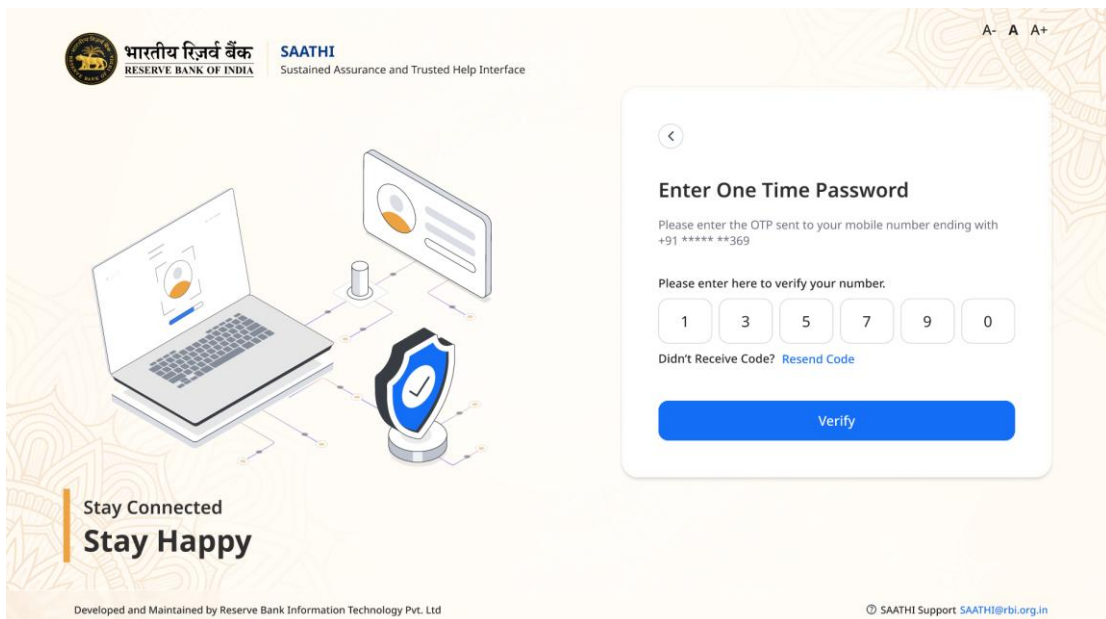 A- A A+
भारतीय रिज़र्व बैंक
RESERVE BANK OF INDIA
SAATHI
Sustained Assurance and Trusted Help Interface
Enter One Time Password
Please enter the OTP sent to your mobile number ending with
+91 ***** **369
Please enter here to verify your number.
1 3 5 7 9 0
Didn't Receive Code? Resend Code
Verify
Stay Connected
Stay Happy
Developed and Maintained by Reserve Bank Information Technology Pvt. Ltd
SAATHI Support SAATHI@rbi.org.in